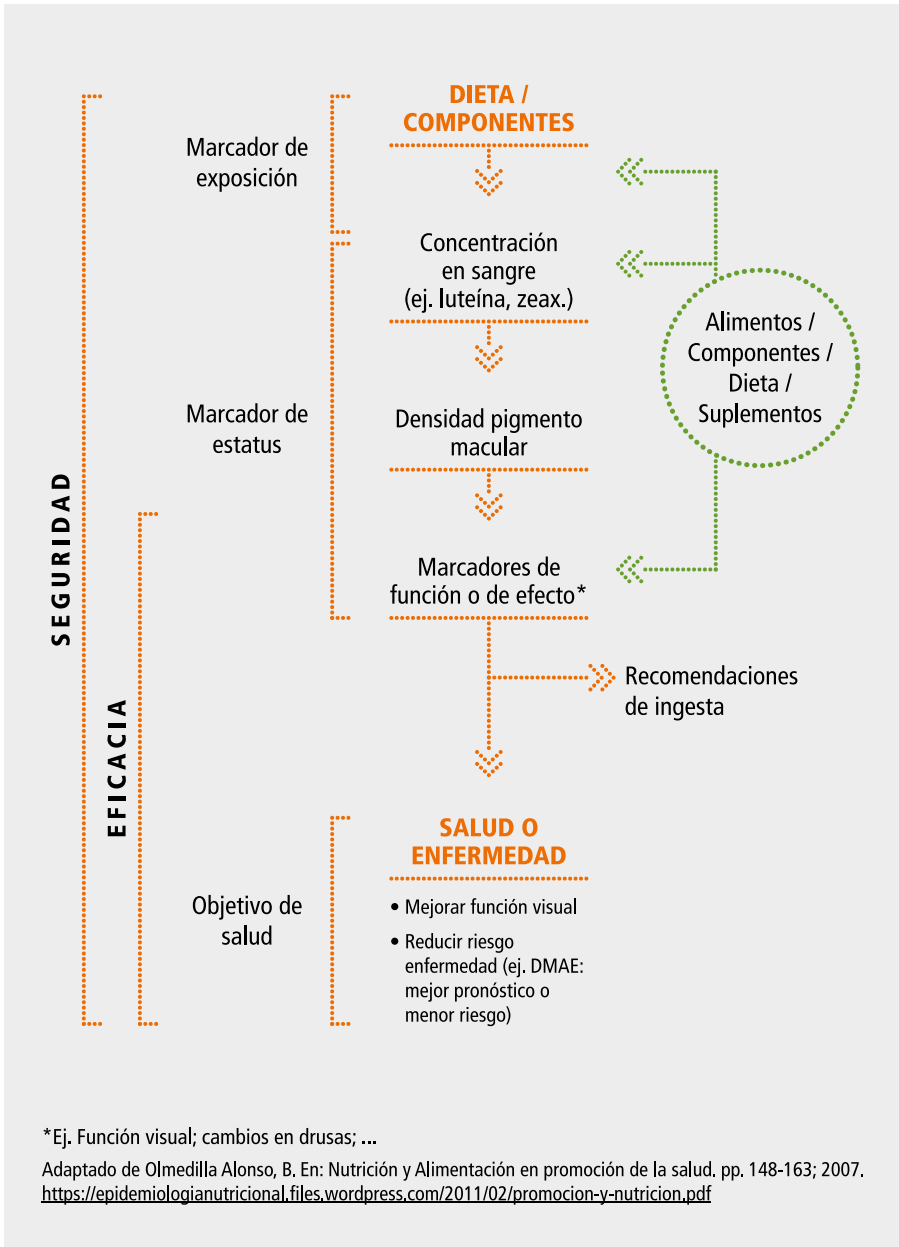 DIETA /
COMPONENTES
Marcador de
exposición
Concentración
en sangre
(ej. luteína, zeax.)
Alimentos /
Componentes /
Dieta /
Suplementos
Marcador de
estatus
Densidad pigmento
macular
SEGURIDAD
Marcadores de
función o de efecto*
Recomendaciones
de ingesta
EFICACIA
SALUD O
ENFERMEDAD
Objetivo de
salud
• Mejorar función visual
• Reducir riesgo
enfermedad (ej. DMAE:
mejor pronóstico o
menor riesgo)
*Ej. Función visual; cambios en drusas; ...
Adaptado de Olmedilla Alonso, B. En: Nutrición y Alimentación en promoción de la salud. pp. 148-163; 2007.
https://epidemiologianutricional.files.wordpress.com/2011/02/promocion-y-nutricion.pdf